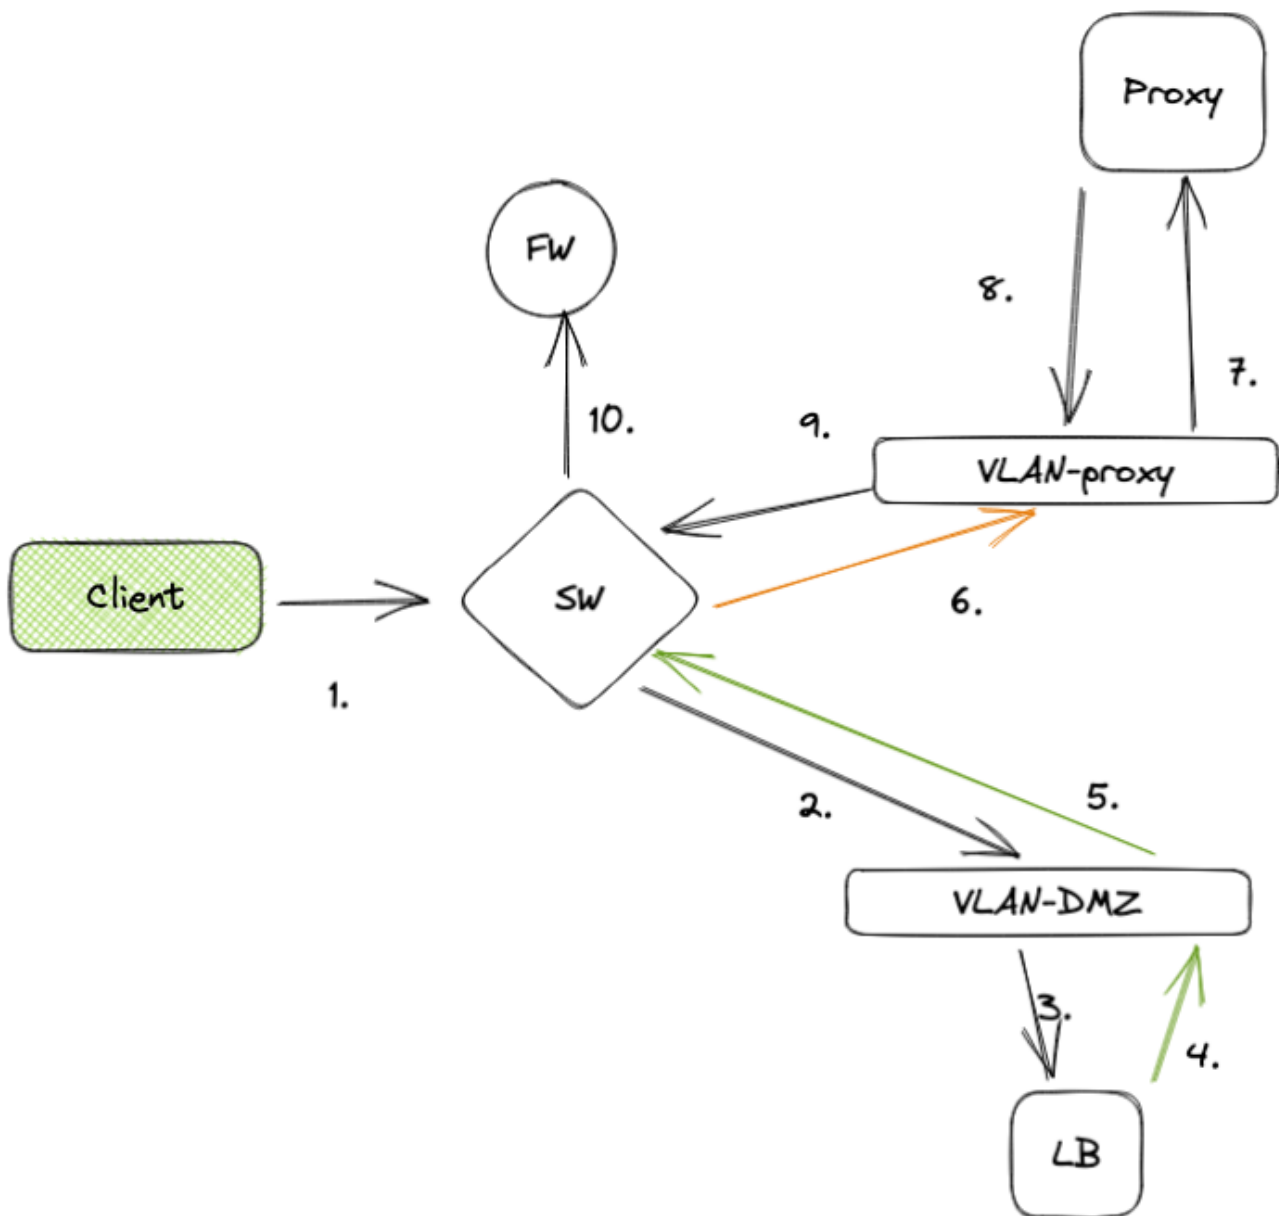 Proxy
FW
8.
7.
10.
9.
VLAN-proxy
Client
SW
6.
1.
2.
5.
VLAN-DMZ
3.
4.
LB